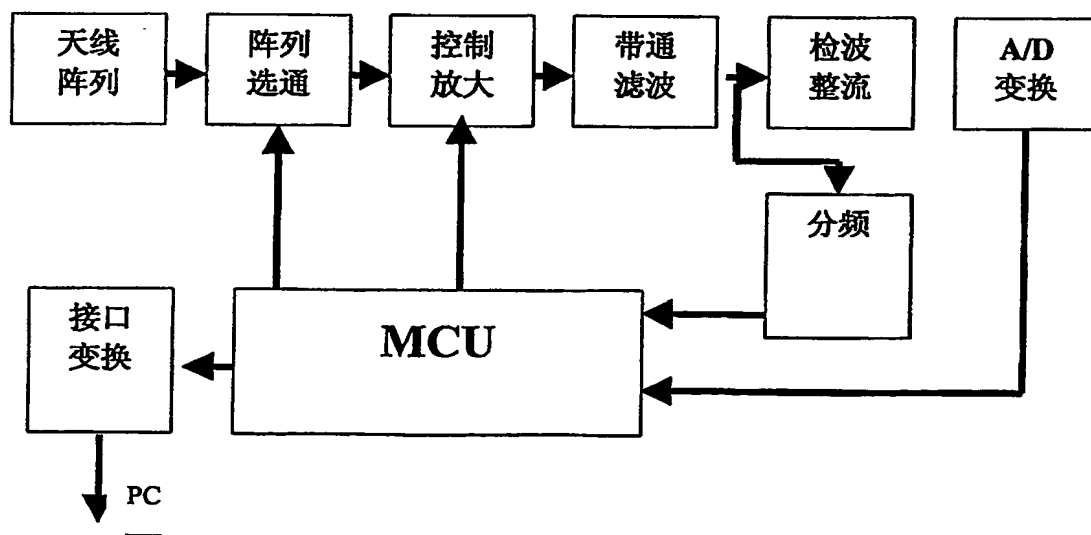 天线
阵列
阵列
选通
控制
放大
带通
滤波
检波
整流
A/D
变换
分频
接口
变换
MCU
PC